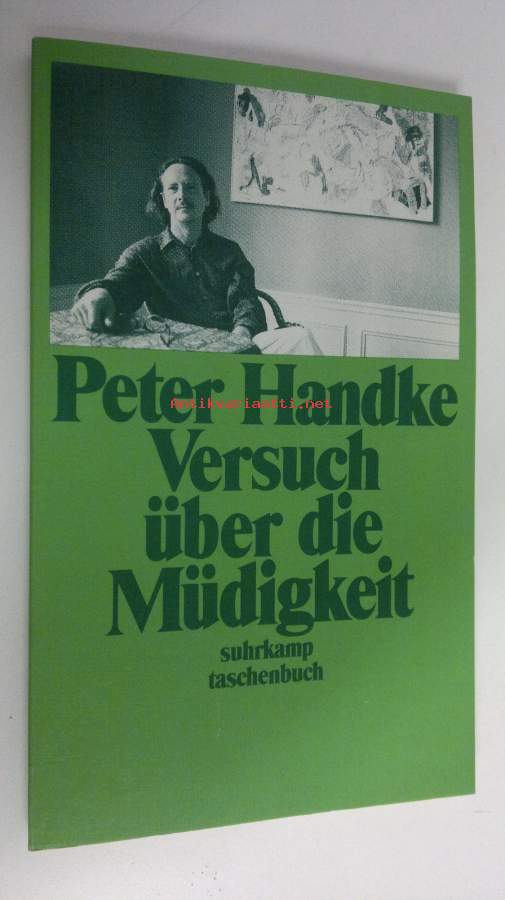 Peter Handke
Antikvariaatti.net
Versuch
über die
Müdigkeit
suhrkamp
taschenbuch